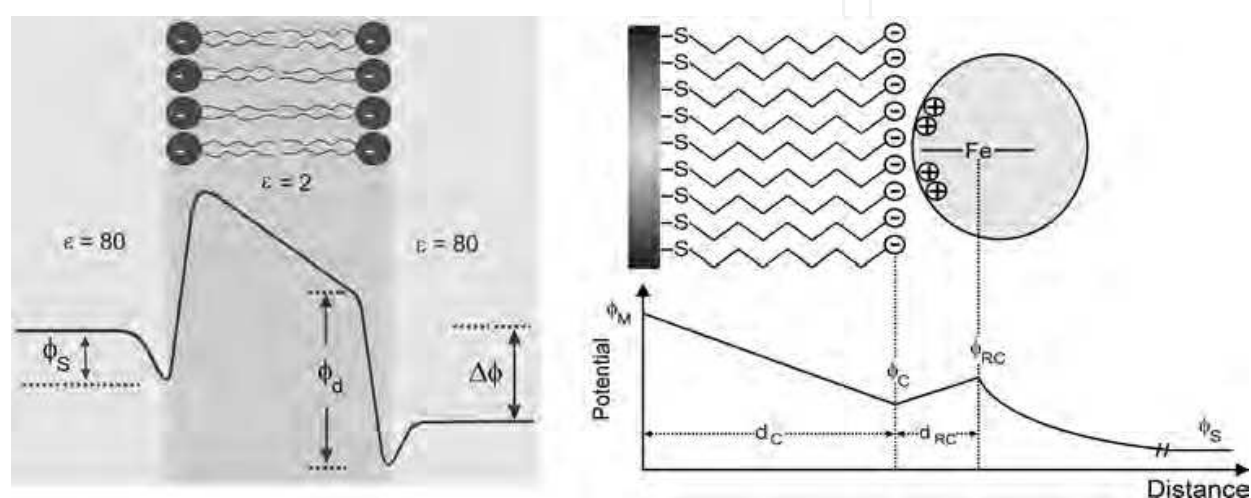 ε = 2
ε = 80
ε = 80
ϕS
ϕd
Δϕ
-S
-S
-S
-S
-S
-S
-S
-S
-Fe-
Potential
ϕM
ϕC
ϕRC
ϕS
dC
dRC
Distance